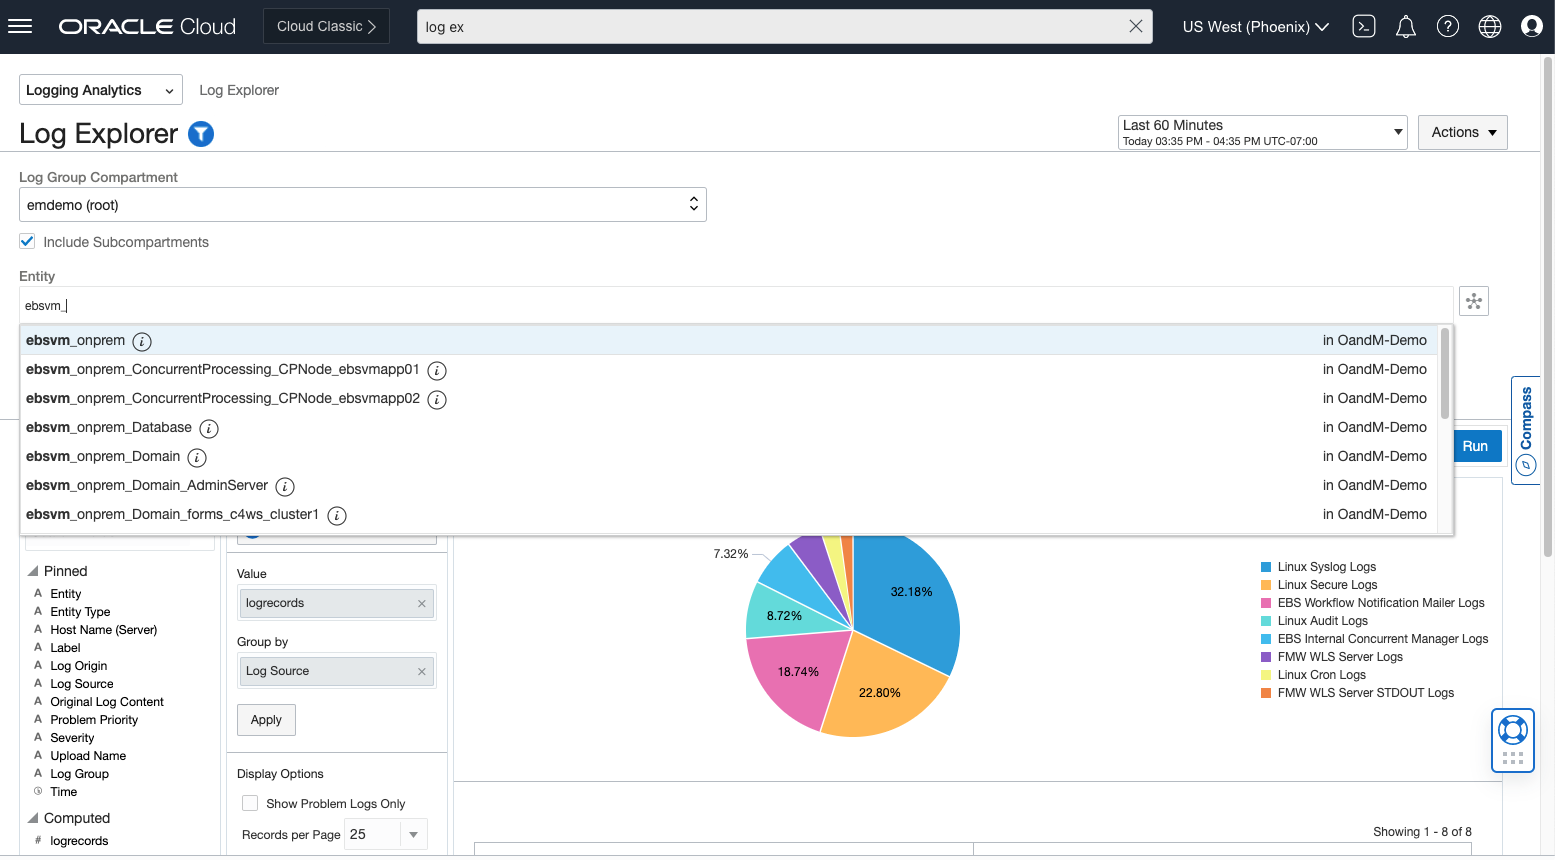 ORACLE Cloud
Cloud Classic
log ex
US West (Phoenix)
Logging Analytics
Log Explorer
Log Explorer
Last 60 Minutes
Today 03:35 PM - 04:35 PM UTC-07:00
Actions
Log Group Compartment
emdemo (root)
Include Subcompartments
Entity
ebsvm_
ebsvm_onprem i in OandM-Demo
ebsvm_onprem_ConcurrentProcessing_CPNode_ebsvmapp01 i in OandM-Demo
ebsvm_onprem_ConcurrentProcessing_CPNode_ebsvmapp02 i in OandM-Demo
ebsvm_onprem_Database i in OandM-Demo
ebsvm_onprem_Domain i in OandM-Demo
ebsvm_onprem_Domain_AdminServer i in OandM-Demo
ebsvm_onprem_Domain_forms_c4ws_cluster1 i in OandM-Demo
Run
Compass
Pinned
A Entity
A Entity Type
A Host Name (Server)
A Label
A Log Origin
A Log Source
A Original Log Content
A Problem Priority
A Severity
A Upload Name
A Log Group
Time
Computed
# logrecords
Value
logrecords ×
Group by
Log Source ×
Apply
Display Options
Show Problem Logs Only
Records per Page 25
7.32%
32.18%
8.72%
18.74%
22.80%
Linux Syslog Logs
Linux Secure Logs
EBS Workflow Notification Mailer Logs
Linux Audit Logs
EBS Internal Concurrent Manager Logs
FMW WLS Server Logs
Linux Cron Logs
FMW WLS Server STDOUT Logs
Showing 1 - 8 of 8